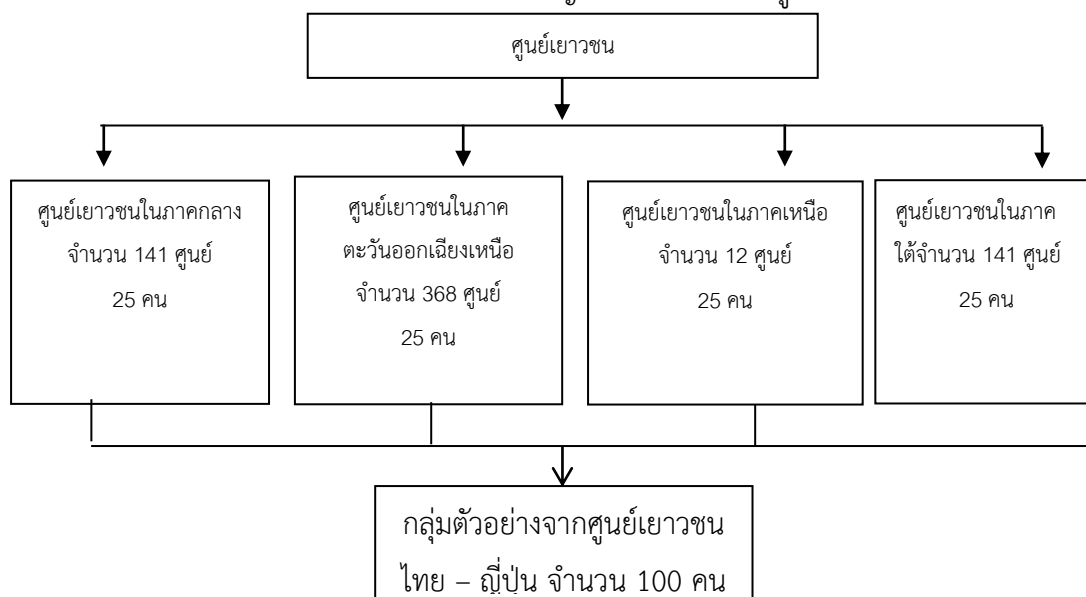 ศูนย์เยาวชน
ศูนย์เยาวชนในภาคกลาง
จำนวน 141 ศูนย์
25 คน
ศูนย์เยาวชนในภาค
ตะวันออกเฉียงเหนือ
จำนวน 368 ศูนย์
25 คน
ศูนย์เยาวชนในภาคเหนือ
จำนวน 12 ศูนย์
25 คน
ศูนย์เยาวชนในภาค
ใต้จำนวน 141 ศูนย์
25 คน
กลุ่มตัวอย่างจากศูนย์เยาวชน
ไทย – ญี่ปุ่น จำนวน 100 คน